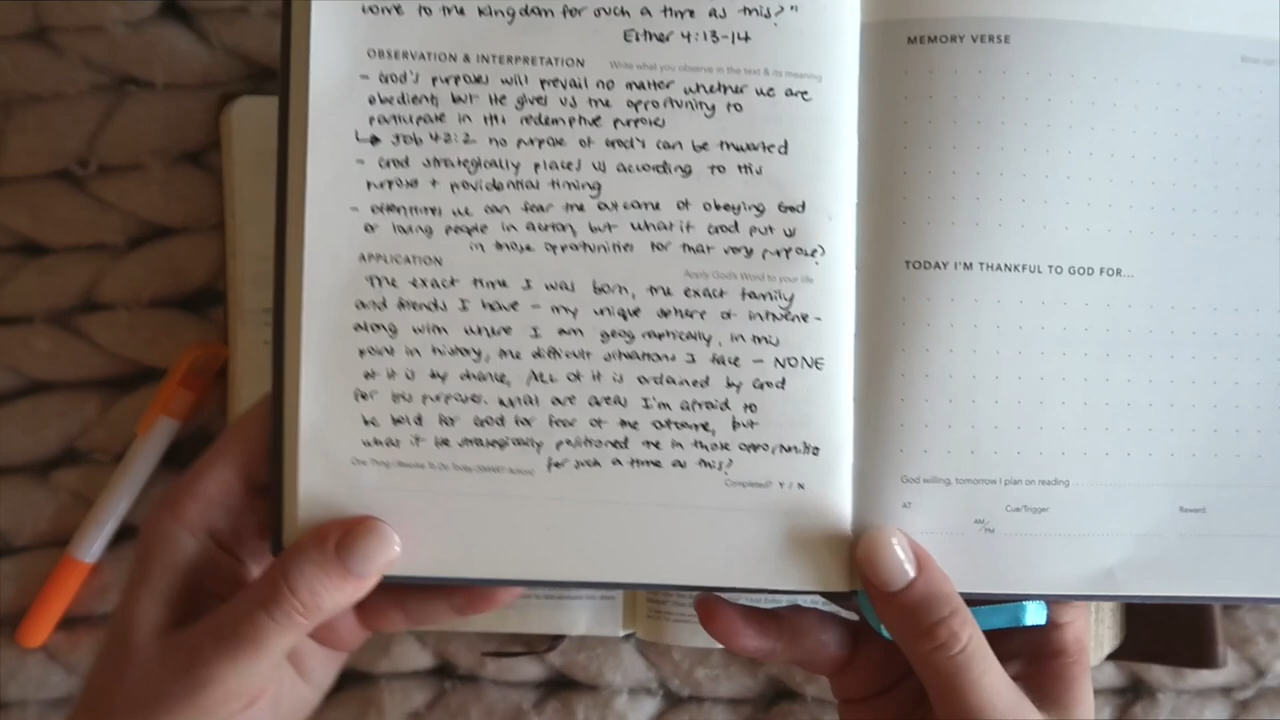 come to the kingdom for such a time as this?"
Esther 4:13-14
OBSERVATION & INTERPRETATION
Write what you observe in the text & its meaning
- God's purposes will prevail no matter whether we are
obedient, but He gives us the opportunity to
participate in His redemptive purposes
↳ Job 42:2 no purpose of God's can be thwarted
- God strategically places us according to His
purpose + providential timing
- oftentimes we can fear the outcome of obeying God
or loving people in action, but what if God put us
in those opportunities for that very purpose?
APPLICATION
Apply God's Word to your life
The exact time I was born, the exact family
and friends I have - my unique sphere of influence -
along with where I am geographically, in this
point in history, the difficult situations I face - NONE
of it is by chance, ALL of it is ordained by God
for His purposes. What are areas I'm afraid to
be bold for God for fear of the outcome, but
what if He strategically positioned me in those opportunities
for such a time as this?
One Thing I Resolve To Do Today (SMART action)
Completed? Y / N
MEMORY VERSE
TODAY I'M THANKFUL TO GOD FOR...
God willing, tomorrow I plan on reading
AT
AM/PM
Cue/Trigger
Reward